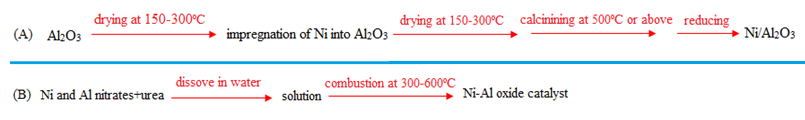 drying at 150-300ºC drying at 150-300ºC calcinining at 500ºC or above reducing
(A) Al2O3 impregnation of Ni into Al2O3 Ni/Al2O3
dissove in water combustion at 300-600ºC
(B) Ni and Al nitrates+urea solution Ni-Al oxide catalyst